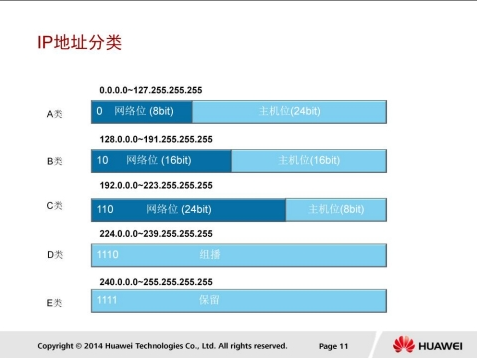 IP地址分类
0.0.0.0~127.255.255.255
A类 0 网络位 (8bit) 主机位(24bit)
128.0.0.0~191.255.255.255
B类 10 网络位 (16bit) 主机位(16bit)
192.0.0.0~223.255.255.255
C类 110 网络位 (24bit) 主机位(8bit)
224.0.0.0~239.255.255.255
D类 1110 组播
240.0.0.0~255.255.255.255
E类 1111 保留
Copyright © 2014 Huawei Technologies Co., Ltd. All rights reserved. Page 11 HUAWEI